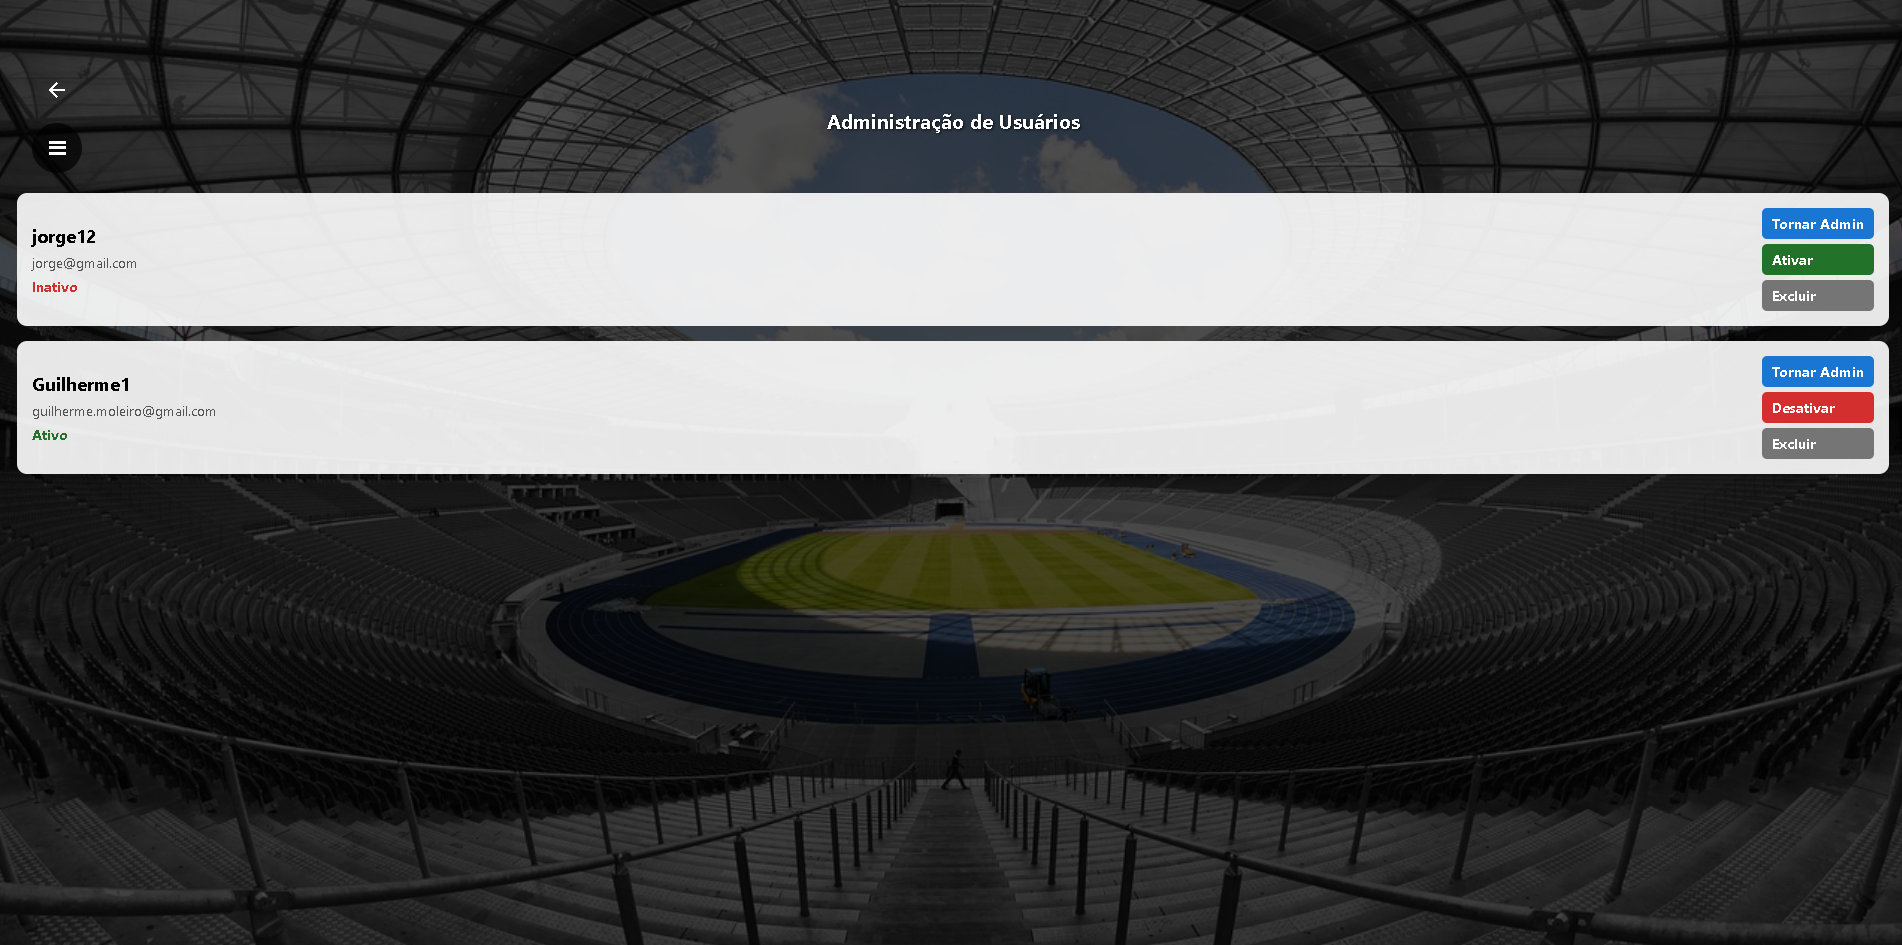 Administração de Usuários
jorge12
jorge@gmail.com
Inativo
Tornar Admin
Ativar
Excluir
Guilherme1
guilherme.moleiro@gmail.com
Ativo
Tornar Admin
Desativar
Excluir